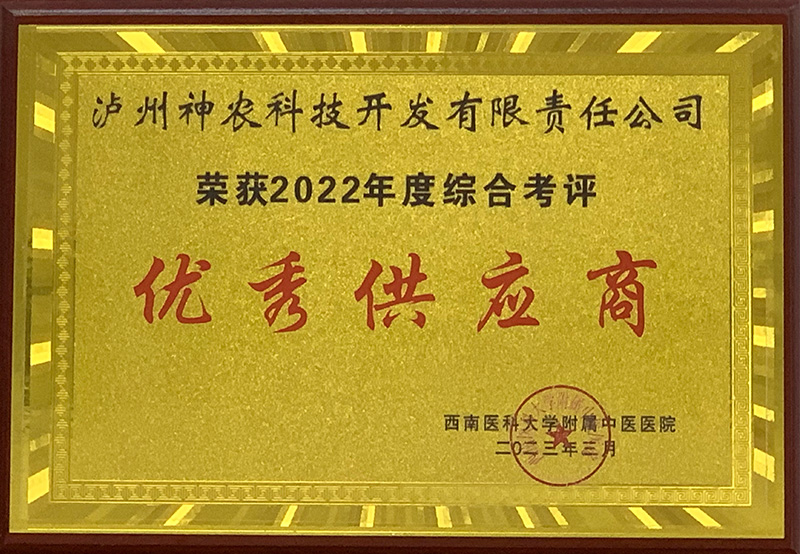 泸州神农科技开发有限责任公司
荣获2022年度综合考评
优秀供应商
西南医科大学附属中医医院
二〇二三年三月